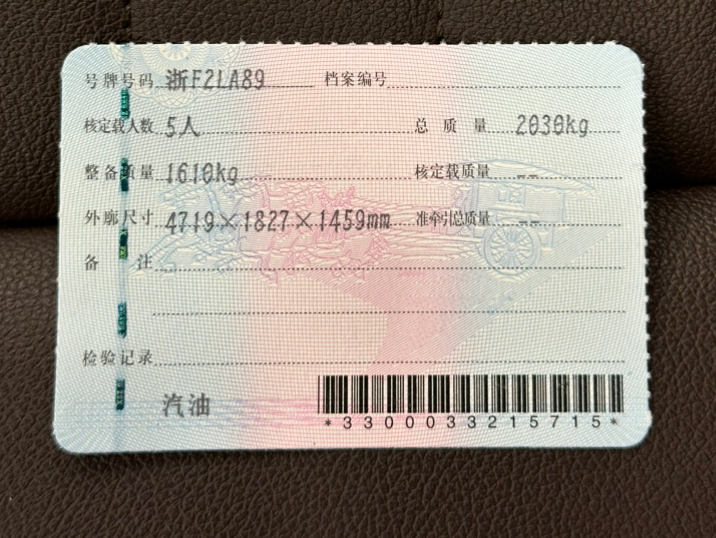 号牌号码 浙F2LA89 档案编号
核定载人数 5人 总质量 2030kg
整备质量 1610kg 核定载质量 --
外廓尺寸 4719×1827×1459mm 准牵引总质量 --
备注
检验记录
汽油
*3300033215715*